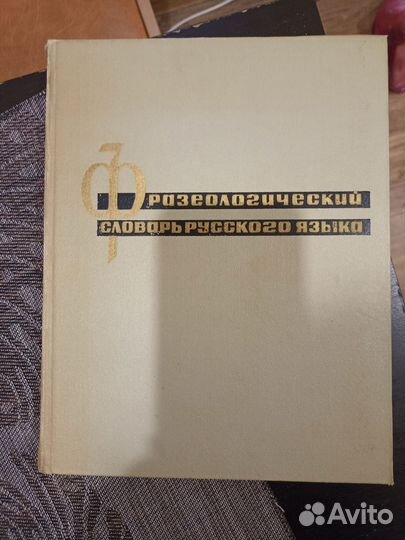 Фразеологический
словарь русского языка
Avito